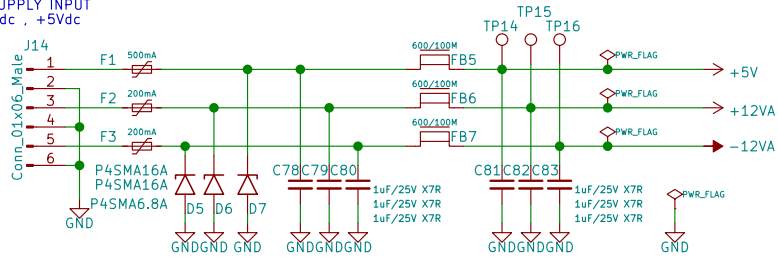 UPPLY INPUT
dc , +5Vdc
TP15
TP14 TP16
J14
600/100M
1 F1 500mA FB5 PWR_FLAG +5V
2
600/100M
3 F2 200mA FB6 PWR_FLAG +12VA
4
600/100M
5 F3 200mA FB7 PWR_FLAG -12VA
6
Conn_01x06_Male
P4SMA16A C78 C79 C80 C81 C82 C83
P4SMA16A 1uF/25V X7R 1uF/25V X7R
P4SMA6.8A 1uF/25V X7R 1uF/25V X7R
D5 D6 D7 1uF/25V X7R 1uF/25V X7R
PWR_FLAG
GND
GND GND GND GND GND GND GND GND GND GND